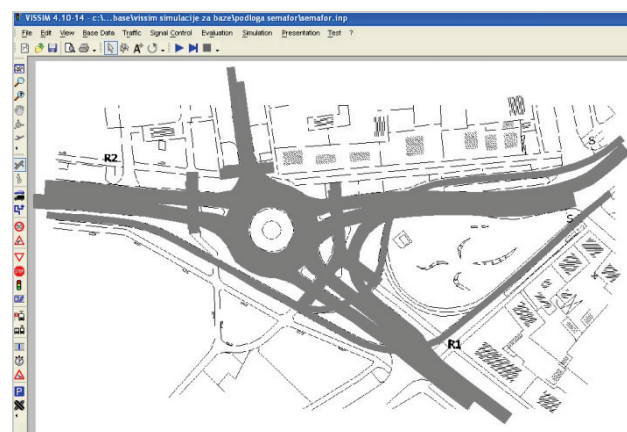 VISSIM 4.10-14 - c:\...base\vissim simulacije za baze\podloga semafor\semafor.inp
File Edit View Base Data Traffic Signal Control Evaluation Simulation Presentation Test ?
R2
S
S
R1